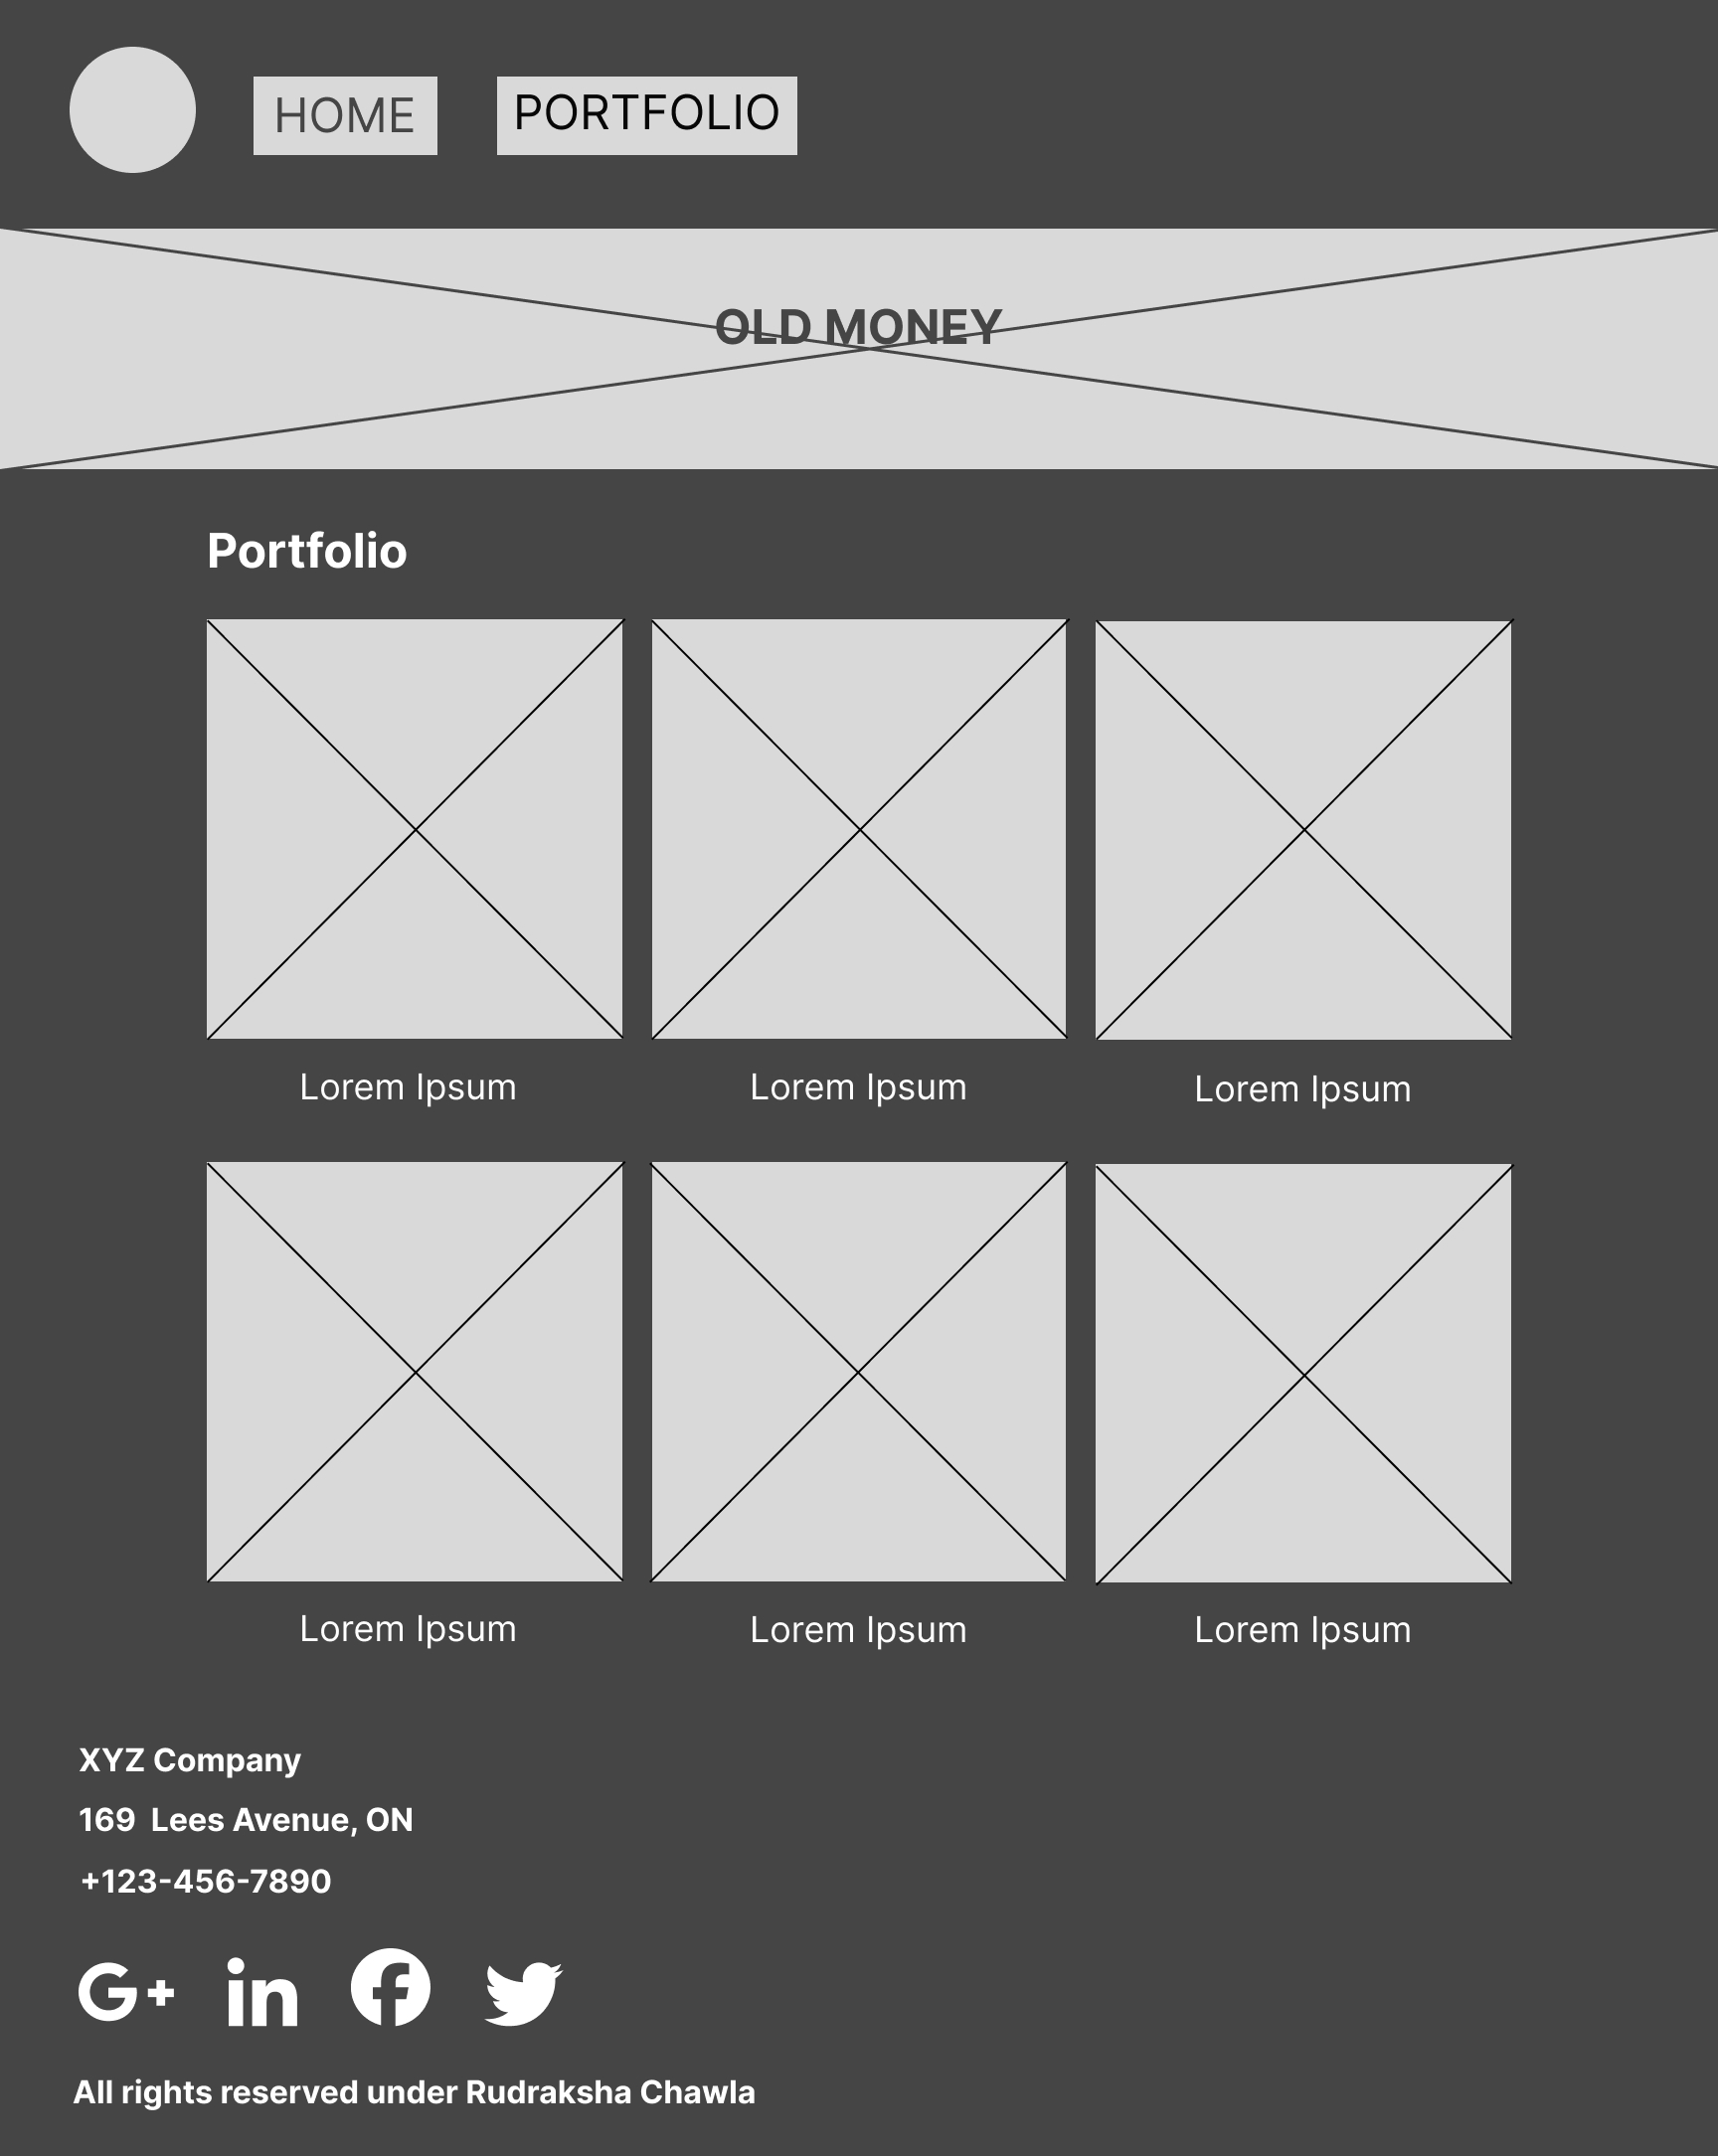 HOME PORTFOLIO
OLD MONEY
Portfolio
Lorem Ipsum Lorem Ipsum Lorem Ipsum
Lorem Ipsum Lorem Ipsum Lorem Ipsum
XYZ Company
169  Lees Avenue, ON
+123-456-7890
G+ in f
All rights reserved under Rudraksha Chawla